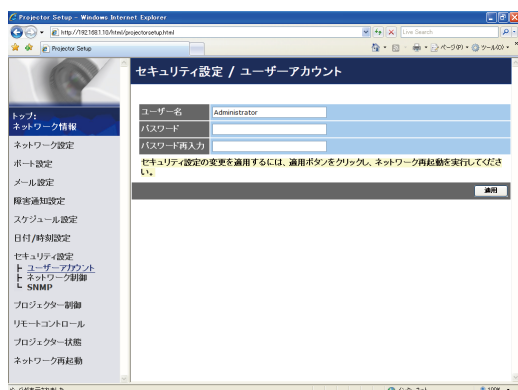 Projector Setup - Windows Internet Explorer
http://192.168.1.10/html/projectorsetup.html
Live Search
Projector Setup
ページ(P)
ツール(O)
セキュリティ設定 / ユーザーアカウント
トップ:
ネットワーク情報
ネットワーク設定
ポート設定
メール設定
障害通知設定
スケジュール設定
日付/時刻設定
セキュリティ設定
ユーザーアカウント
ネットワーク制御
SNMP
プロジェクター制御
リモートコントロール
プロジェクター状態
ネットワーク再起動
ユーザー名 Administrator
パスワード
パスワード再入力
セキュリティ設定の変更を適用するには、適用ボタンをクリックし、ネットワーク再起動を実行してくださ
い。
適用